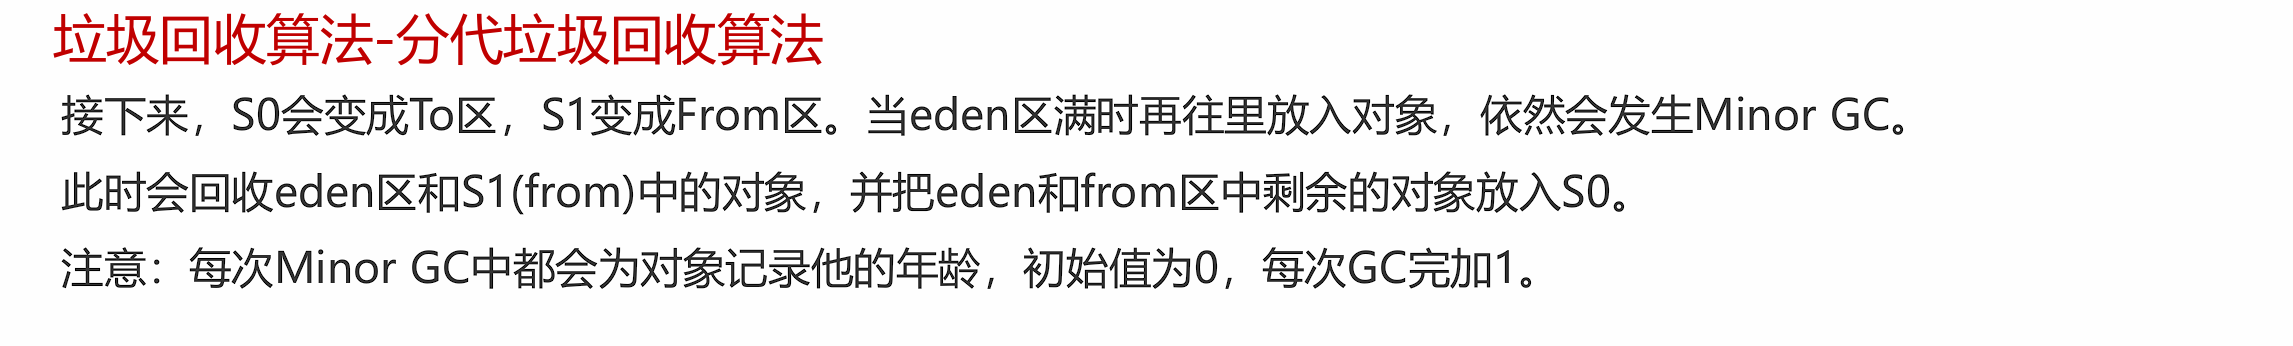 垃圾回收算法-分代垃圾回收算法
接下来，S0会变成To区，S1变成From区。当eden区满时再往里放入对象，依然会发生Minor GC。
此时会回收eden区和S1(from)中的对象，并把eden和from区中剩余的对象放入S0。
注意：每次Minor GC中都会为对象记录他的年龄，初始值为0，每次GC完加1。